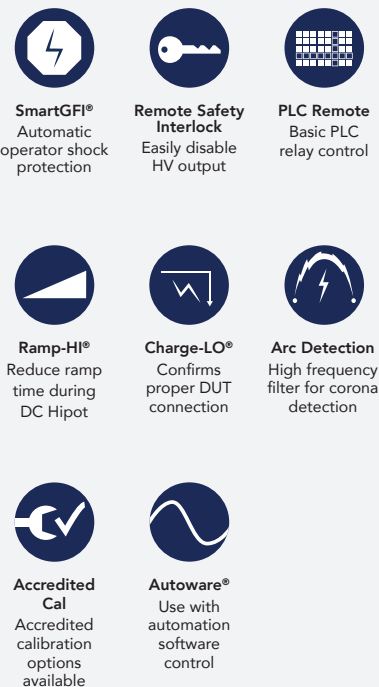 SmartGFI®
Automatic
operator shock
protection
Remote Safety
Interlock
Easily disable
HV output
PLC Remote
Basic PLC
relay control
Ramp-HI®
Reduce ramp
time during
DC Hipot
Charge-LO®
Confirms
proper DUT
connection
Arc Detection
High frequency
filter for corona
detection
Accredited
Cal
Accredited
calibration
options
available
Autoware®
Use with
automation
software
control